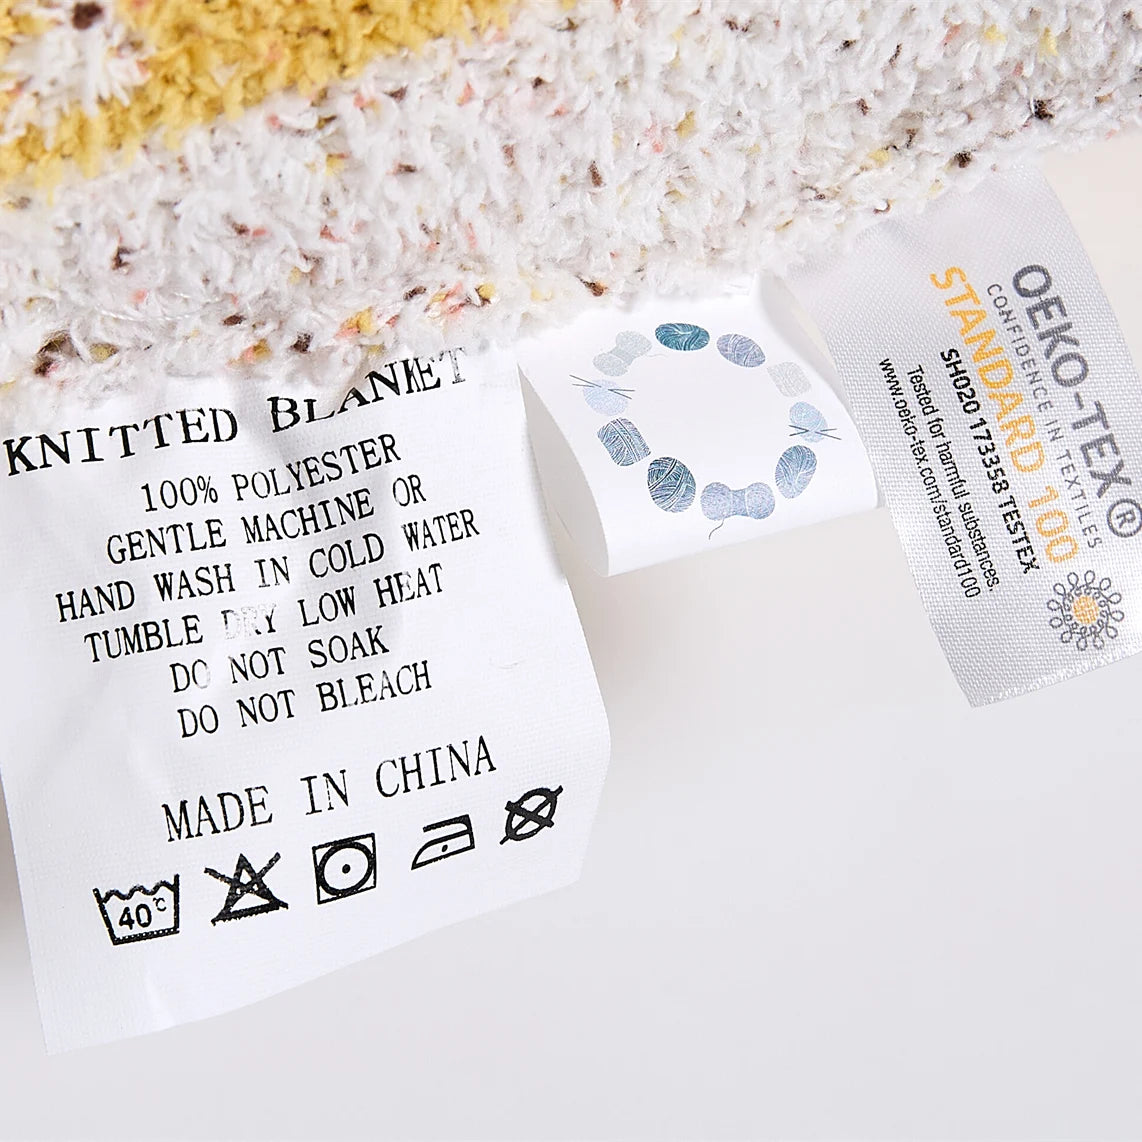 KNITTED BLANKET
100% POLYESTER
GENTLE MACHINE OR
HAND WASH IN COLD WATER
TUMBLE DRY LOW HEAT
DO NOT SOAK
DO NOT BLEACH
MADE IN CHINA
40°C
OEKO-TEX®
CONFIDENCE IN TEXTILES
STANDARD 100
SH020 173358 TESTEX
Tested for harmful substances.
www.oeko-tex.com/standard100